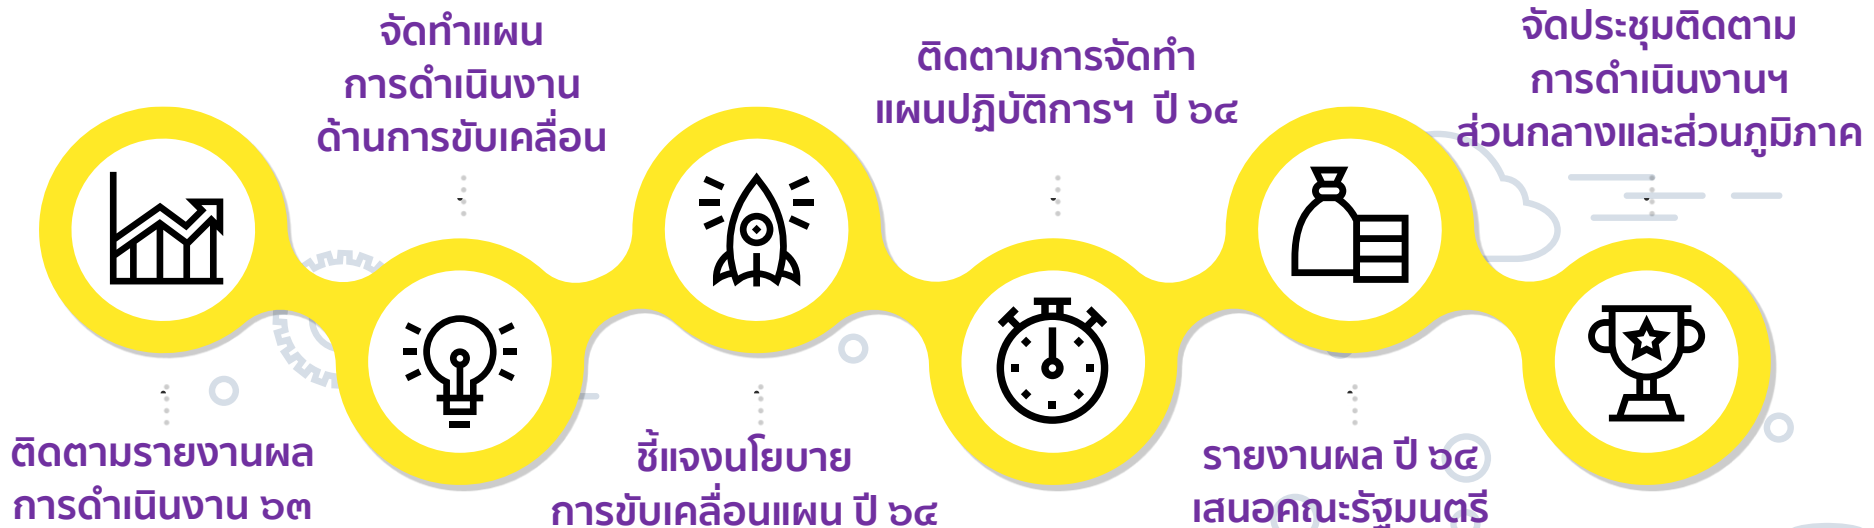 ติดตามรายงานผล
การดำเนินงาน ๖๓
จัดทำแผน
การดำเนินงาน
ด้านการขับเคลื่อน
ชี้แจงนโยบาย
การขับเคลื่อนแผน ปี ๖๔
ติดตามการจัดทำ
แผนปฏิบัติการฯ ปี ๖๔
รายงานผล ปี ๖๔
เสนอคณะรัฐมนตรี
จัดประชุมติดตาม
การดำเนินงานฯ
ส่วนกลางและส่วนภูมิภาค